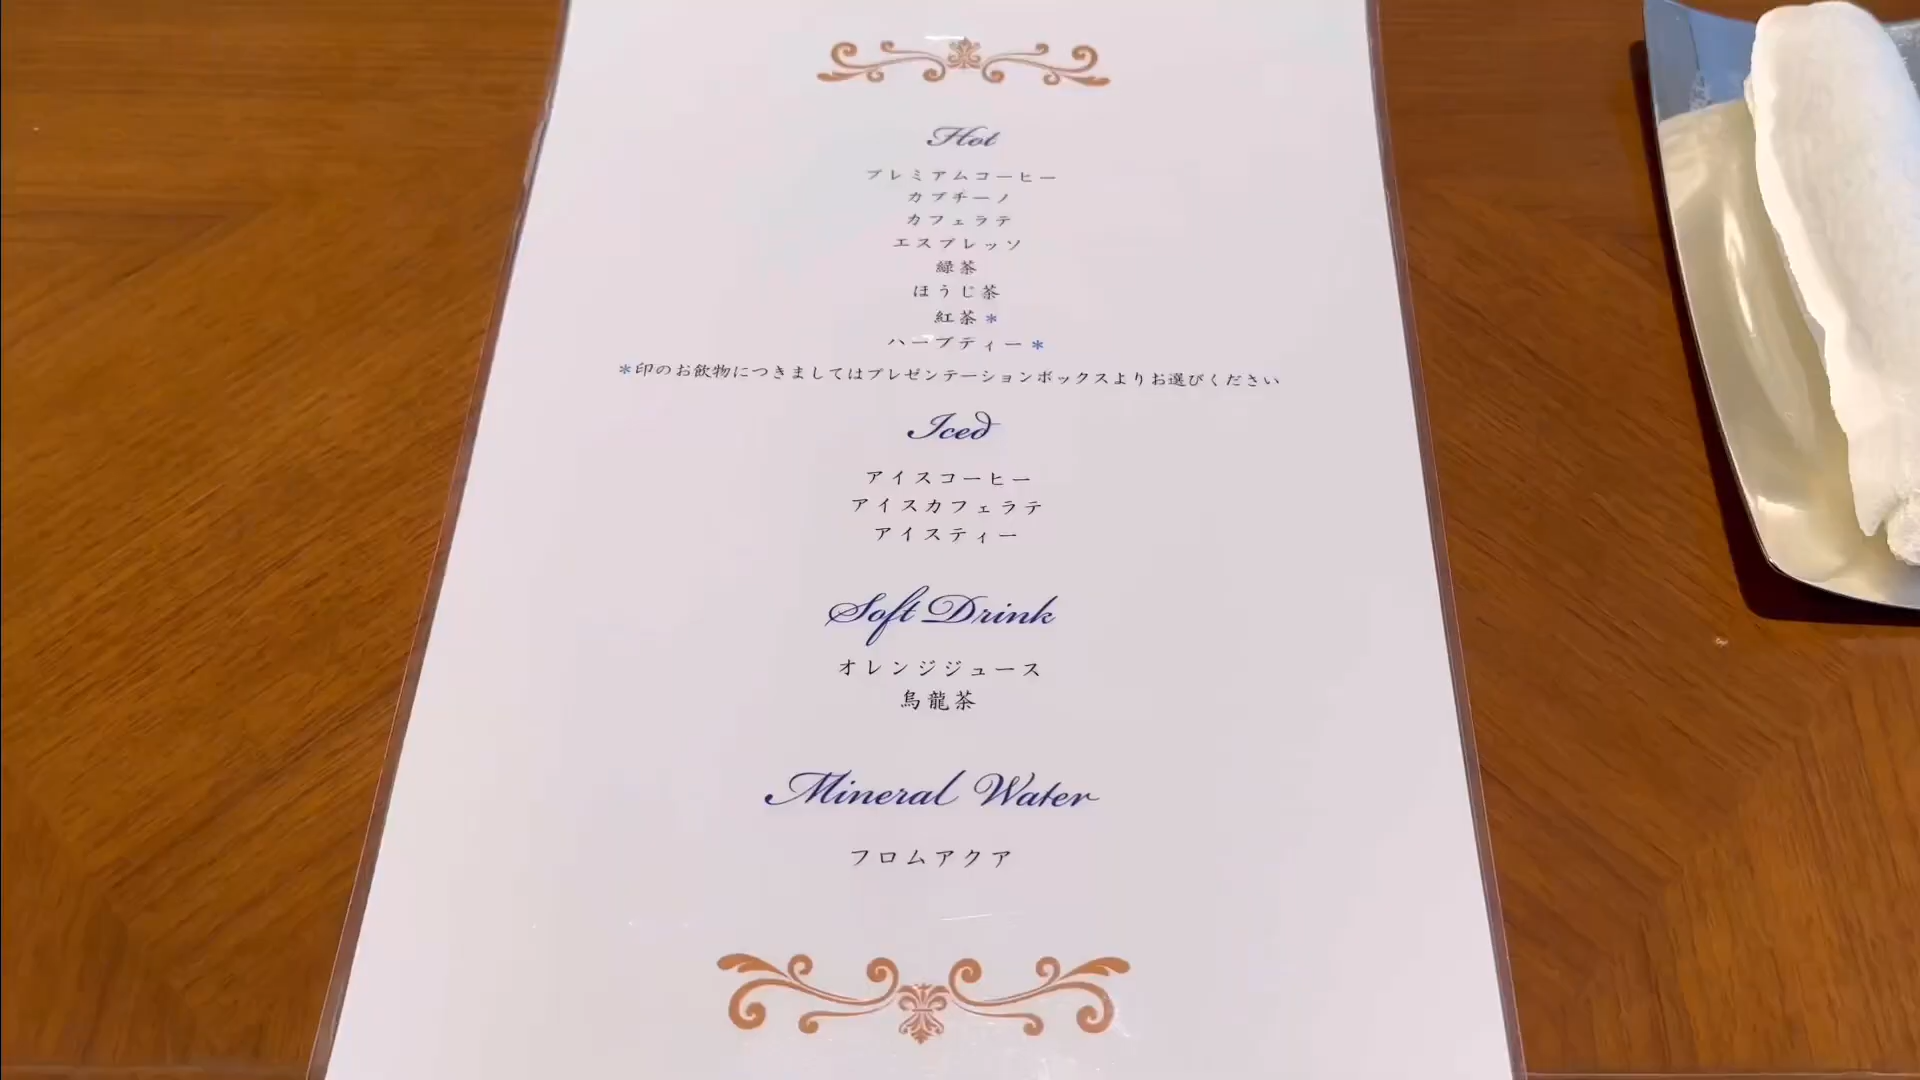 Hot
プレミアムコーヒー
カプチーノ
カフェラテ
エスプレッソ
緑茶
ほうじ茶
紅茶*
ハーブティー*
*印のお飲物につきましてはプレゼンテーションボックスよりお選びください
Iced
アイスコーヒー
アイスカフェラテ
アイスティー
Soft Drink
オレンジジュース
烏龍茶
Mineral Water
フロムアクア